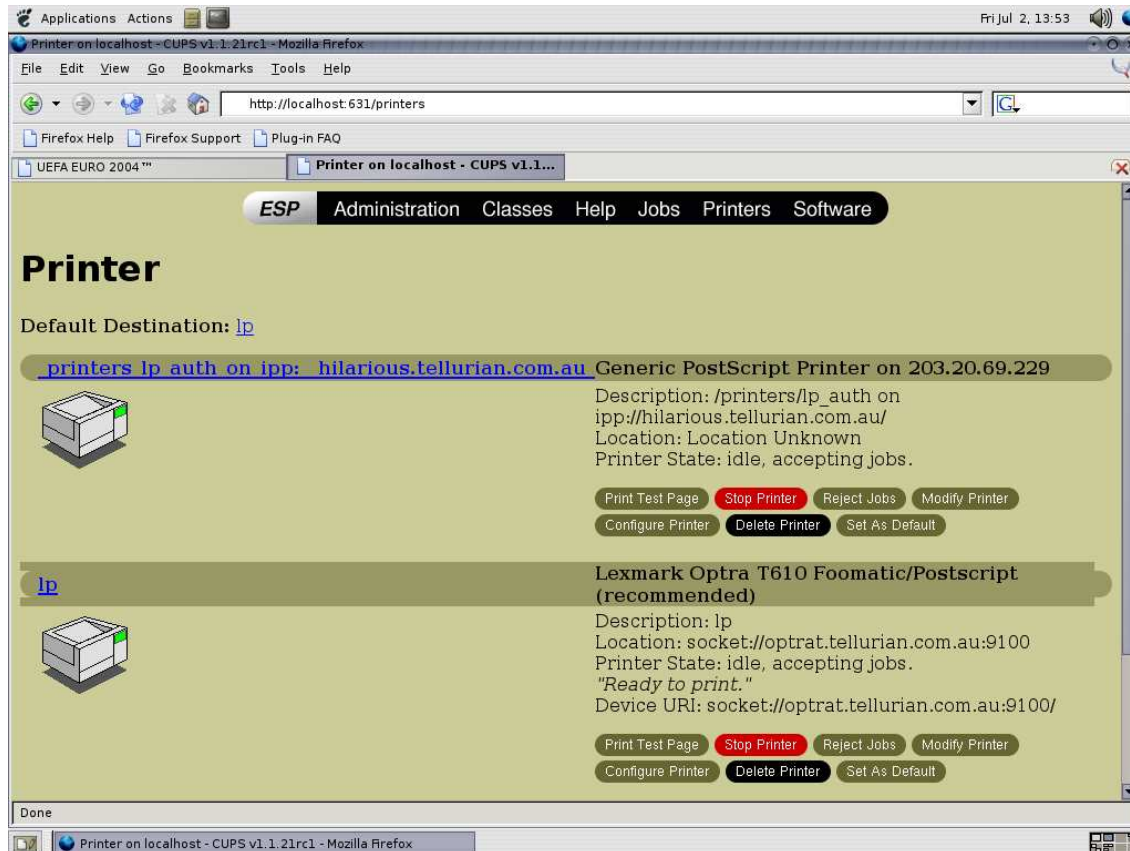 Applications Actions Fri Jul 2, 13:53
Printer on localhost - CUPS v1.1.21rc1 - Mozilla Firefox
File Edit View Go Bookmarks Tools Help
http://localhost:631/printers G
Firefox Help Firefox Support Plug-in FAQ
UEFA EURO 2004™ Printer on localhost - CUPS v1.1...
ESP Administration Classes Help Jobs Printers Software
Printer
Default Destination: lp
_printers_lp_auth_on_ipp:__hilarious.tellurian.com.au_ Generic PostScript Printer on 203.20.69.229
Description: /printers/lp_auth on
ipp://hilarious.tellurian.com.au/
Location: Location Unknown
Printer State: idle, accepting jobs.
Print Test Page Stop Printer Reject Jobs Modify Printer
Configure Printer Delete Printer Set As Default
lp Lexmark Optra T610 Foomatic/Postscript
(recommended)
Description: lp
Location: socket://optrat.tellurian.com.au:9100
Printer State: idle, accepting jobs.
"Ready to print."
Device URI: socket://optrat.tellurian.com.au:9100/
Print Test Page Stop Printer Reject Jobs Modify Printer
Configure Printer Delete Printer Set As Default
Done
Printer on localhost - CUPS v1.1.21rc1 - Mozilla Firefox